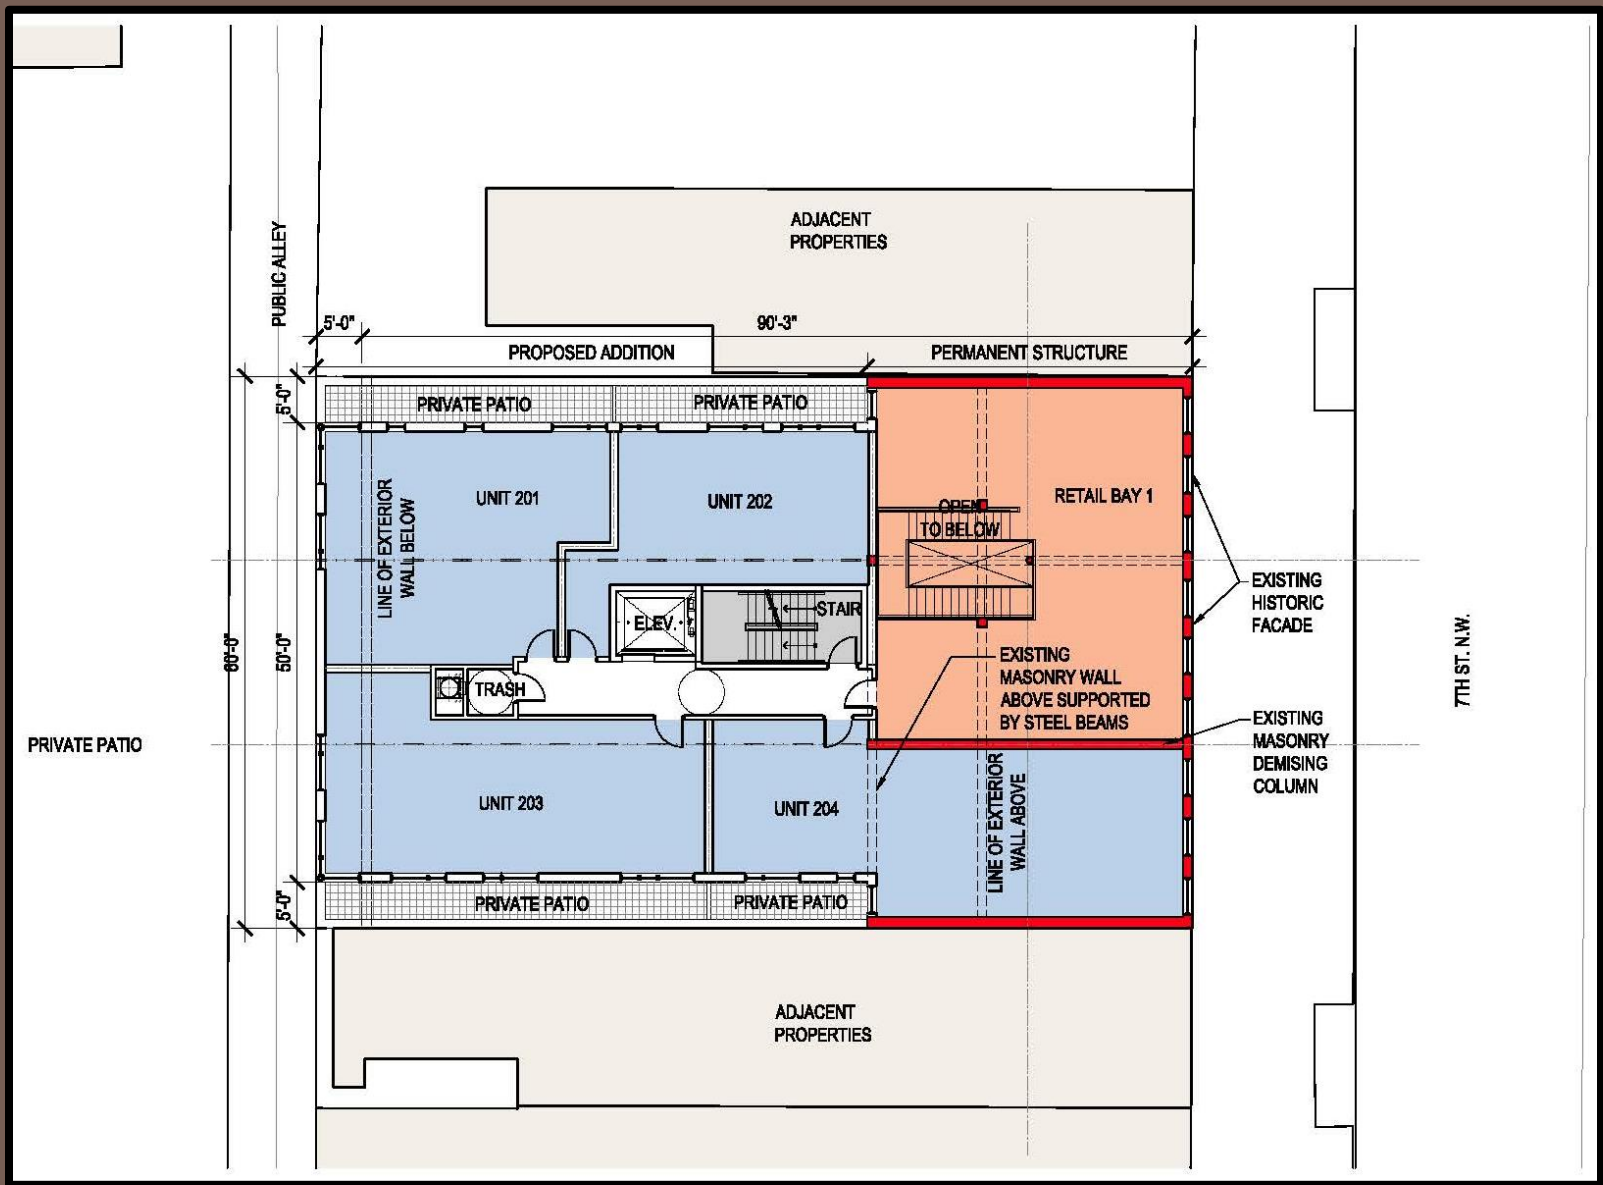 ADJACENT
PROPERTIES
PUBLIC ALLEY
5'-0"
90'-3"
PROPOSED ADDITION
PERMANENT STRUCTURE
5'-0"
PRIVATE PATIO
PRIVATE PATIO
UNIT 201
UNIT 202
RETAIL BAY 1
OPEN
TO BELOW
LINE OF EXTERIOR
WALL BELOW
EXISTING
HISTORIC
FACADE
STAIR
ELEV.
60'-0"
50'-0"
7TH ST. N.W.
EXISTING
MASONRY WALL
ABOVE SUPPORTED
BY STEEL BEAMS
TRASH
EXISTING
MASONRY
DEMISING
COLUMN
PRIVATE PATIO
UNIT 203
UNIT 204
LINE OF EXTERIOR
WALL ABOVE
5'-0"
PRIVATE PATIO
PRIVATE PATIO
ADJACENT
PROPERTIES